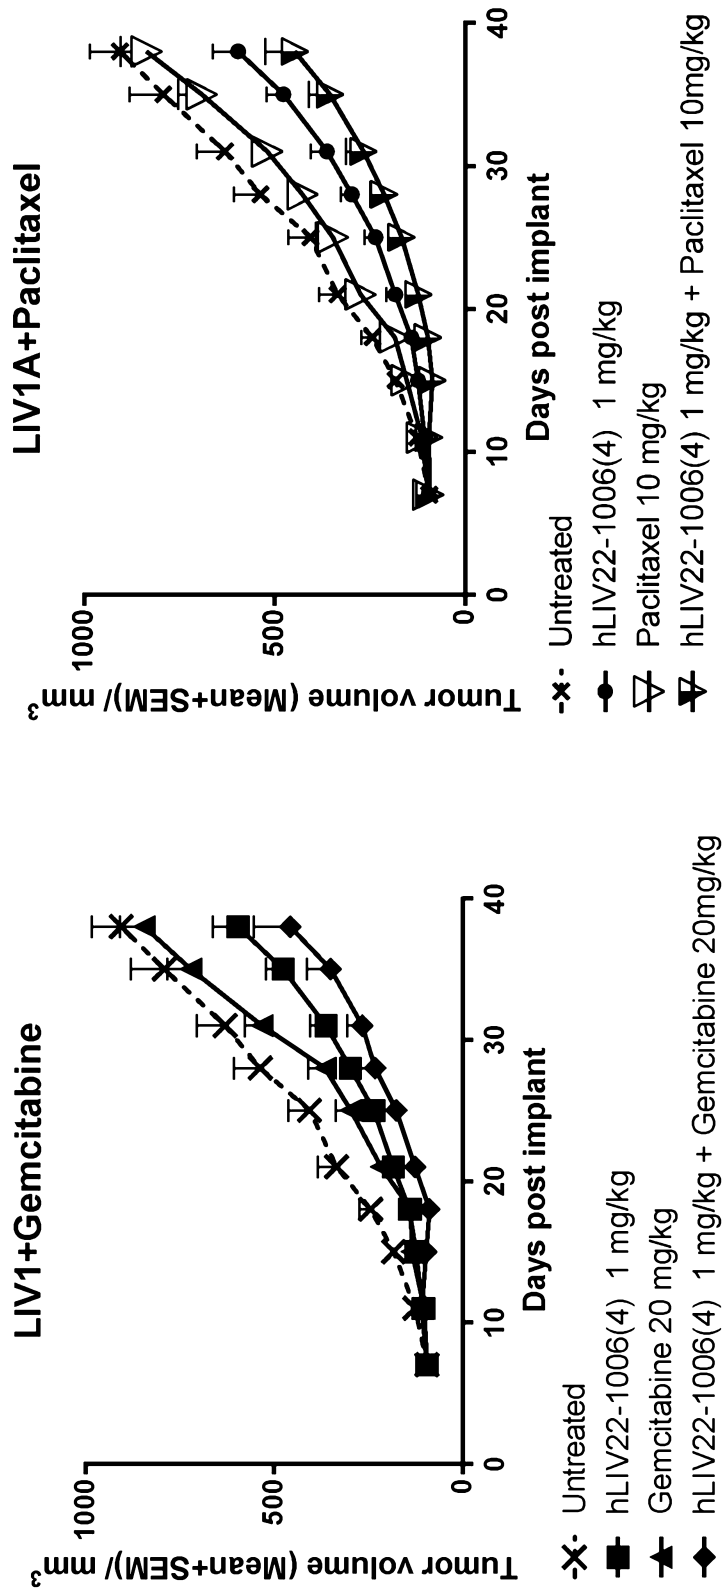 LIV1+Gemcitabine
Tumor volume (Mean+SEM)/ mm³
1000
500
0
0
10
20
30
40
Days post implant
Untreated
hLIV22-1006(4) 1 mg/kg
Gemcitabine 20 mg/kg
hLIV22-1006(4) 1 mg/kg + Gemcitabine 20mg/kg
LIV1A+Paclitaxel
Tumor volume (Mean+SEM)/ mm³
1000
500
0
0
10
20
30
40
Days post implant
Untreated
hLIV22-1006(4) 1 mg/kg
Paclitaxel 10 mg/kg
hLIV22-1006(4) 1 mg/kg + Paclitaxel 10mg/kg